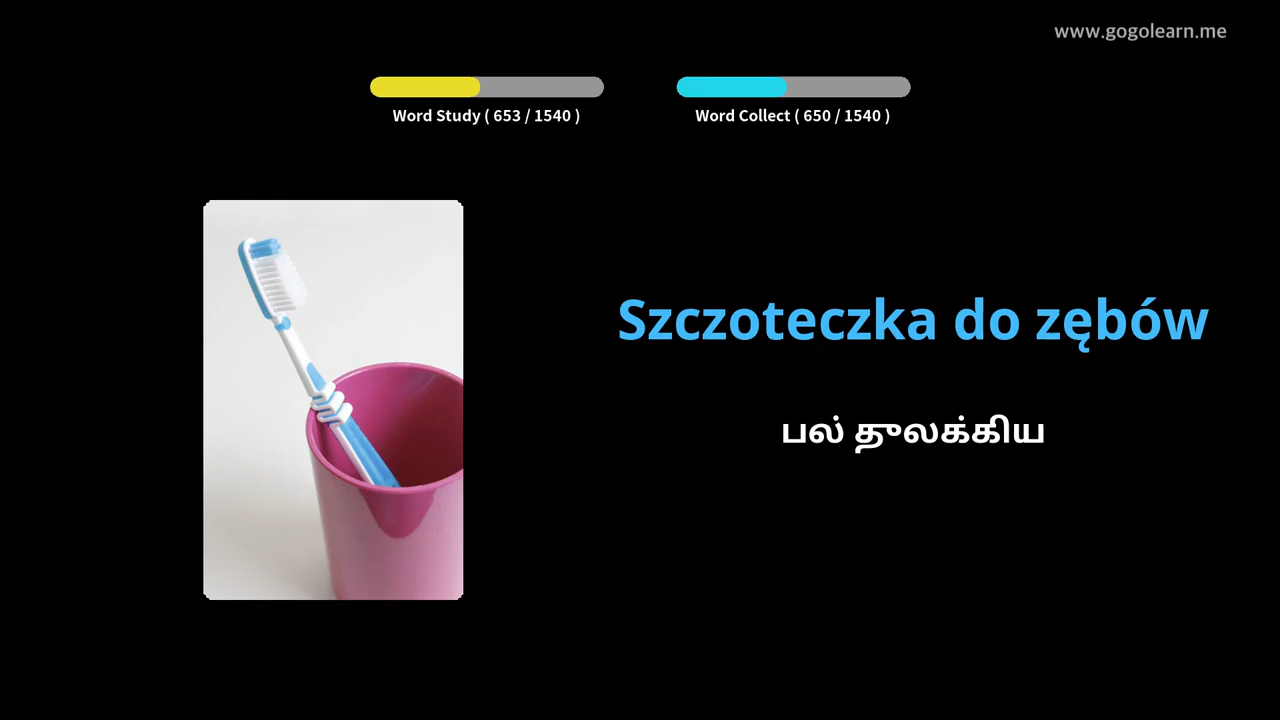 www.gogolearn.me
Word Study ( 653 / 1540 )
Word Collect ( 650 / 1540 )
Szczoteczka do zębów
பல் துலக்கிய